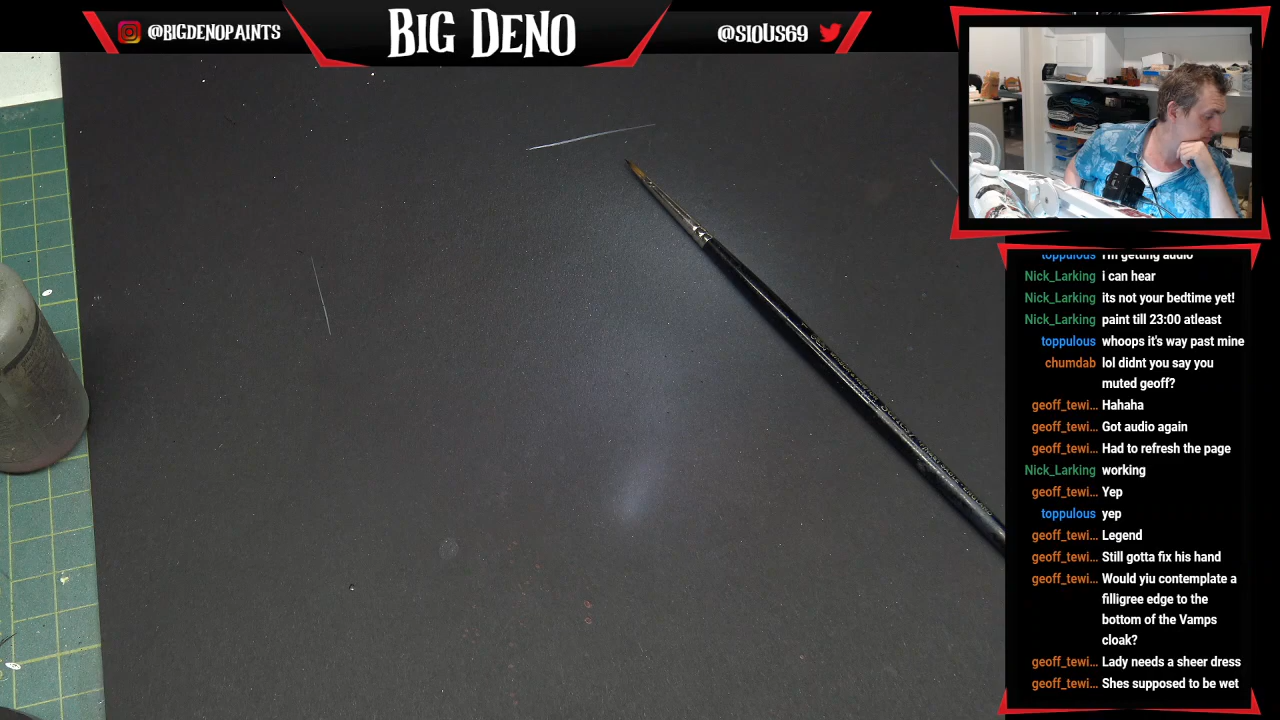 @BIGDENOPAINTS
BIG DENO
@SIOUS69
toppulous i'm getting audio
Nick_Larking i can hear
Nick_Larking its not your bedtime yet!
Nick_Larking paint till 23:00 atleast
toppulous whoops it's way past mine
chumdab lol didnt you say you
muted geoff?
geoff_tewi... Hahaha
geoff_tewi... Got audio again
geoff_tewi... Had to refresh the page
Nick_Larking working
geoff_tewi... Yep
toppulous yep
geoff_tewi... Legend
geoff_tewi... Still gotta fix his hand
geoff_tewi... Would yiu contemplate a
filligree edge to the
bottom of the Vamps
cloak?
geoff_tewi... Lady needs a sheer dress
geoff_tewi... Shes supposed to be wet